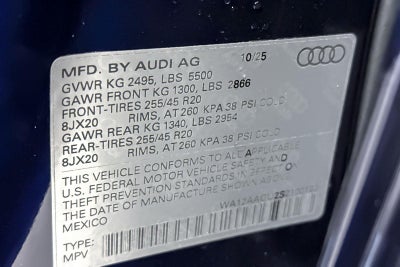 MFD. BY AUDI AG 10/25
GVWR KG 2495, LBS 5500
GAWR FRONT KG 1300, LBS 2866
FRONT-TIRES 255/45 R20
8JX20 RIMS, AT 260 KPA 38 PSI COLD
GAWR REAR KG 1340, LBS 2954
REAR-TIRES 255/45 R20
8JX20 RIMS, AT 260 KPA 38 PSI COLD
THIS VEHICLE CONFORMS TO ALL APPLICABLE
U.S. FEDERAL MOTOR VEHICLE SAFETY AND
THEFT PREVENTION STANDARDS IN EFFECT ON
THE DATE OF MANUFACTURE SHOWN ABOVE.
MEXICO
TYPE:
MPV